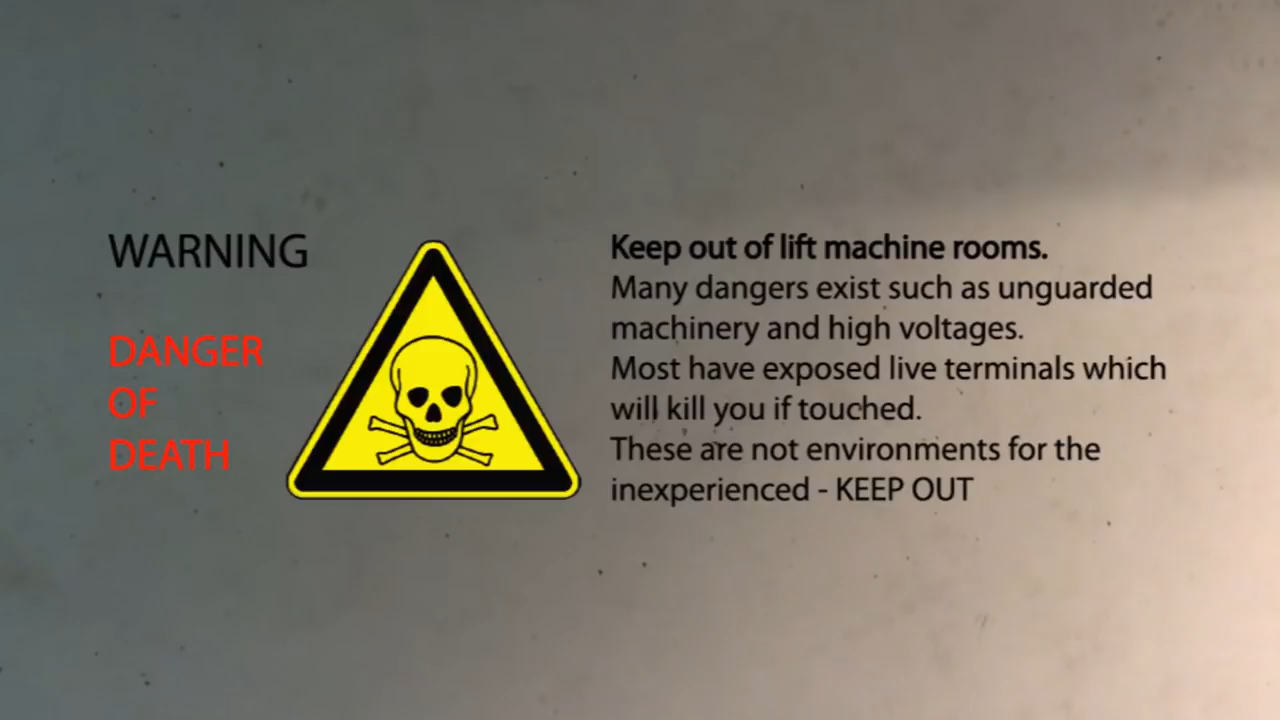 WARNING
DANGER
OF
DEATH
Keep out of lift machine rooms.
Many dangers exist such as unguarded
machinery and high voltages.
Most have exposed live terminals which
will kill you if touched.
These are not environments for the
inexperienced - KEEP OUT